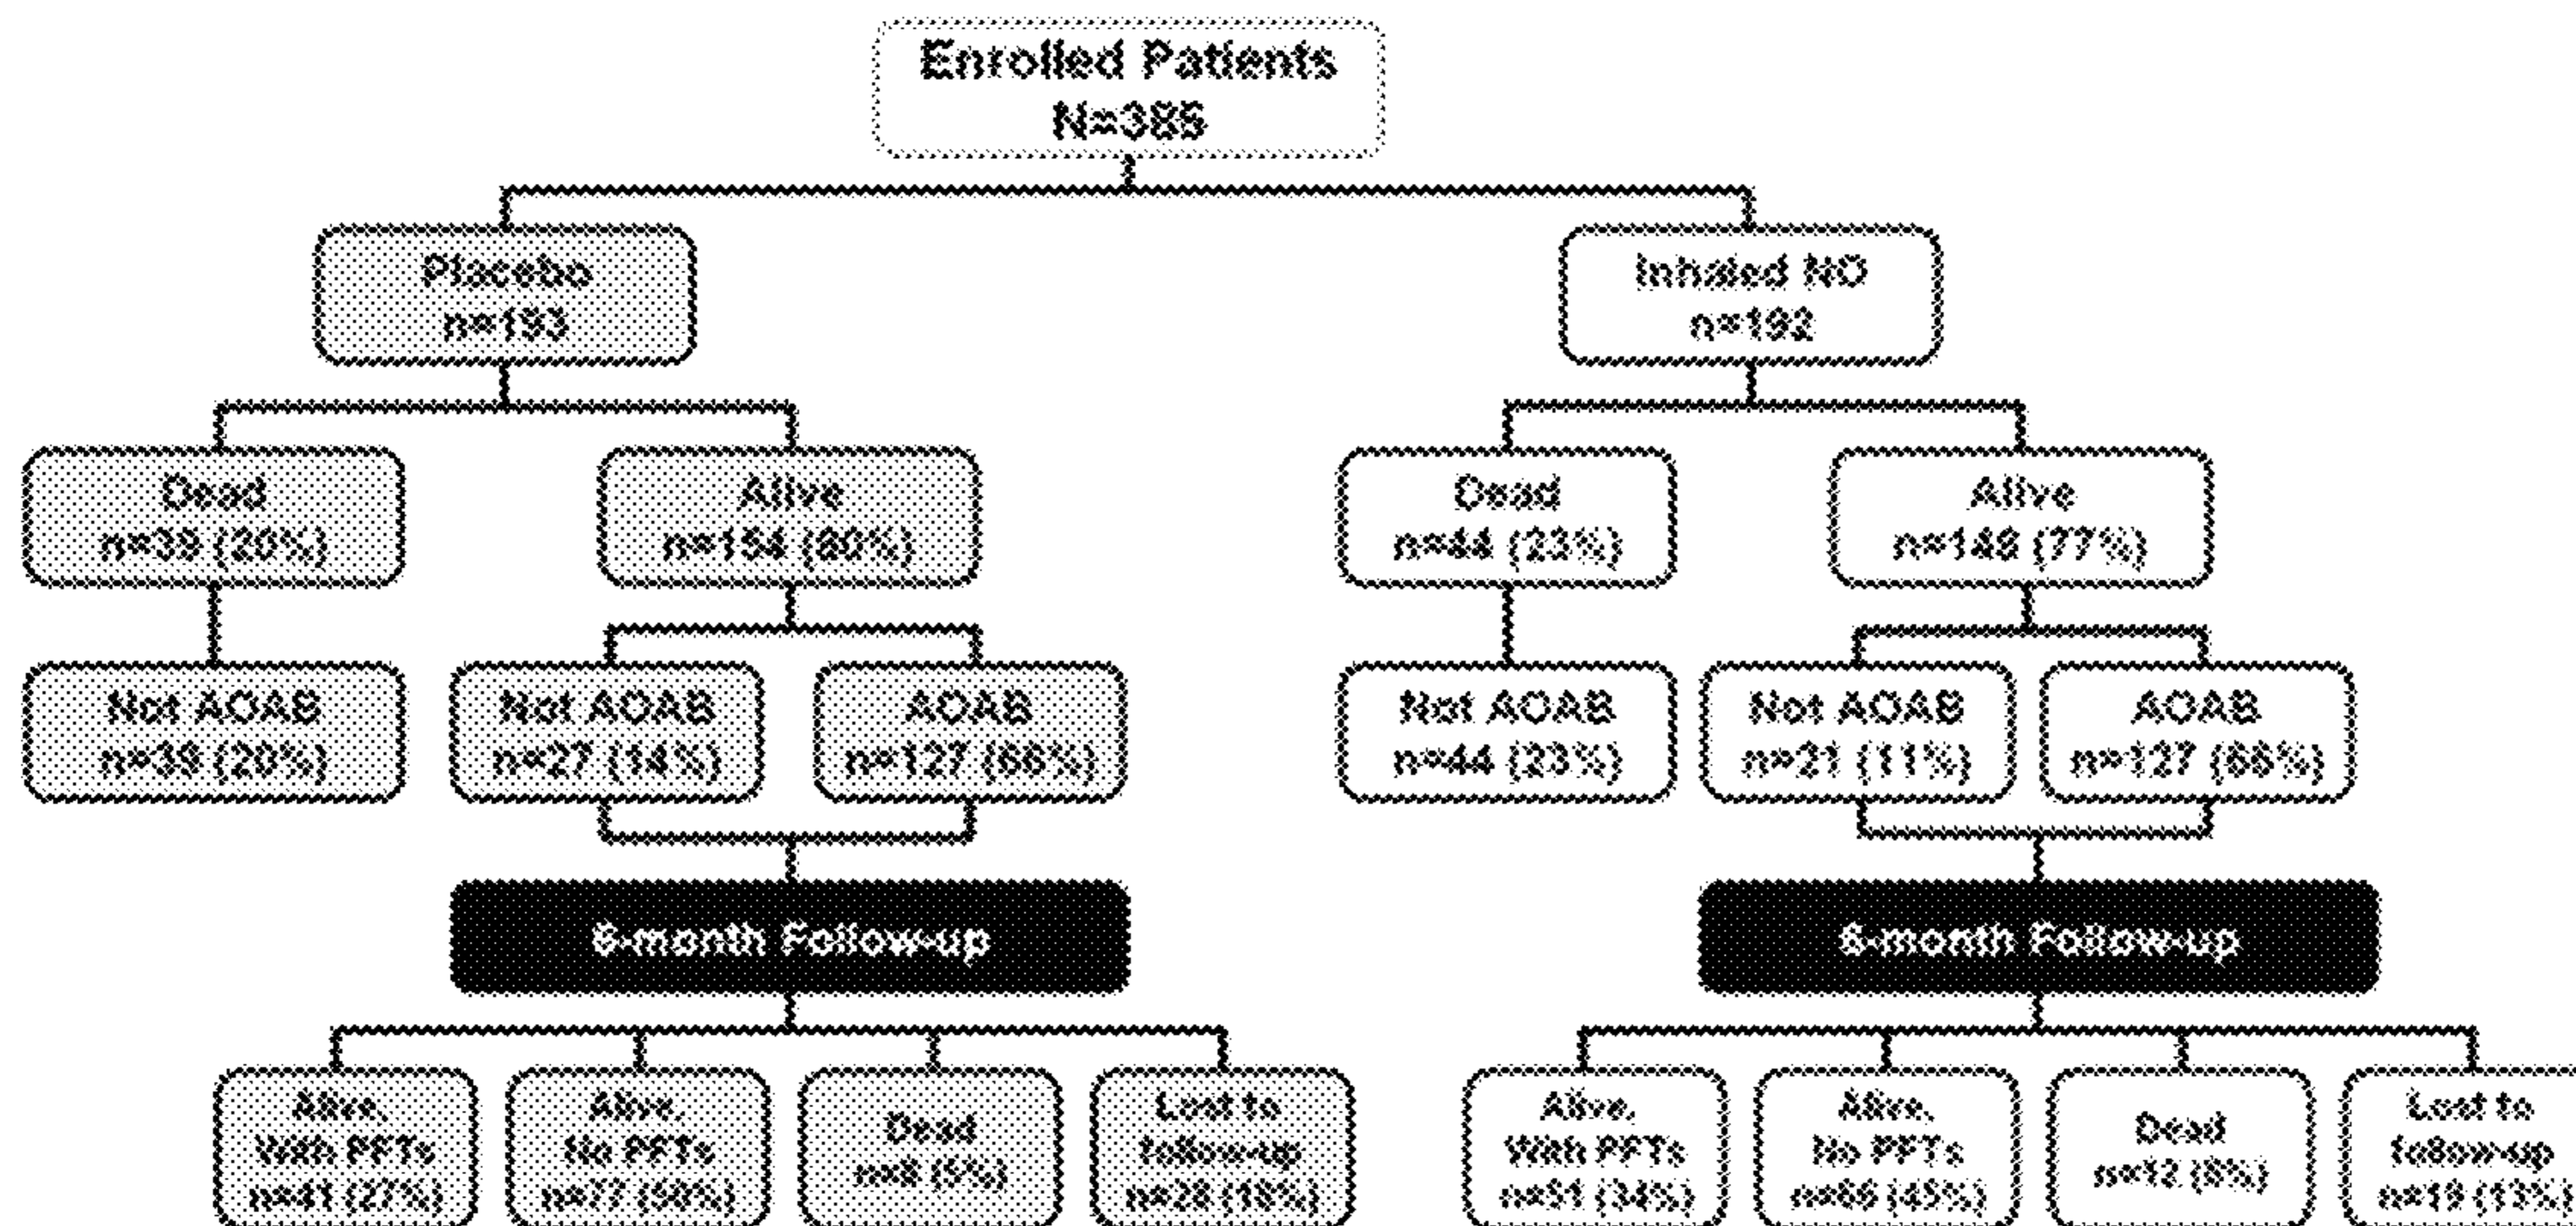 Enrolled Patients
N=385
Placebo
n=193
Inhaled NO
n=192
Dead
n=39 (20%)
Alive
n=154 (80%)
Dead
n=44 (23%)
Alive
n=148 (77%)
Not AOAB
n=39 (20%)
Not AOAB
n=27 (14%)
AOAB
n=127 (66%)
Not AOAB
n=44 (23%)
Not AOAB
n=21 (11%)
AOAB
n=127 (66%)
6-month Follow-up
6-month Follow-up
Alive,
With PFTs
n=41 (27%)
Alive,
No PFTs
n=77 (50%)
Dead
n=8 (5%)
Lost to
follow-up
n=28 (18%)
Alive,
With PFTs
n=51 (34%)
Alive,
No PFTs
n=66 (45%)
Dead
n=12 (8%)
Lost to
follow-up
n=19 (13%)